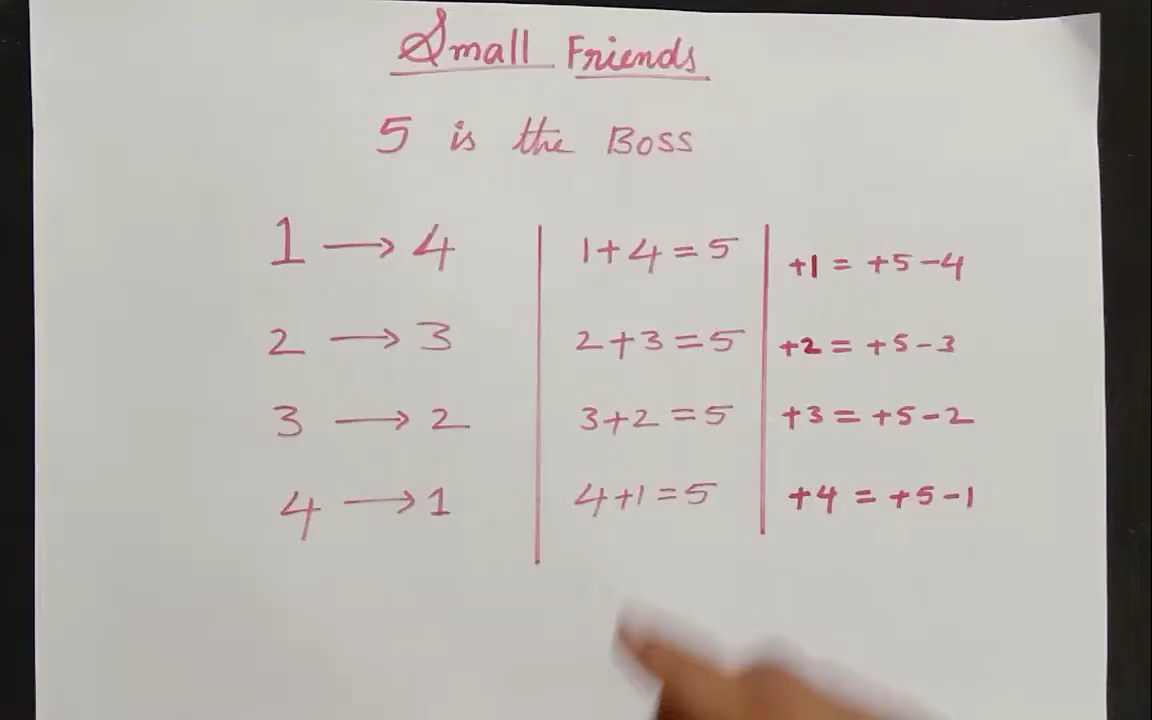 Small Friends
5 is the Boss
1 → 4 | 1+4=5 | +1 = +5-4
2 → 3 | 2+3=5 | +2 = +5-3
3 → 2 | 3+2=5 | +3 = +5-2
4 → 1 | 4+1=5 | +4 = +5-1